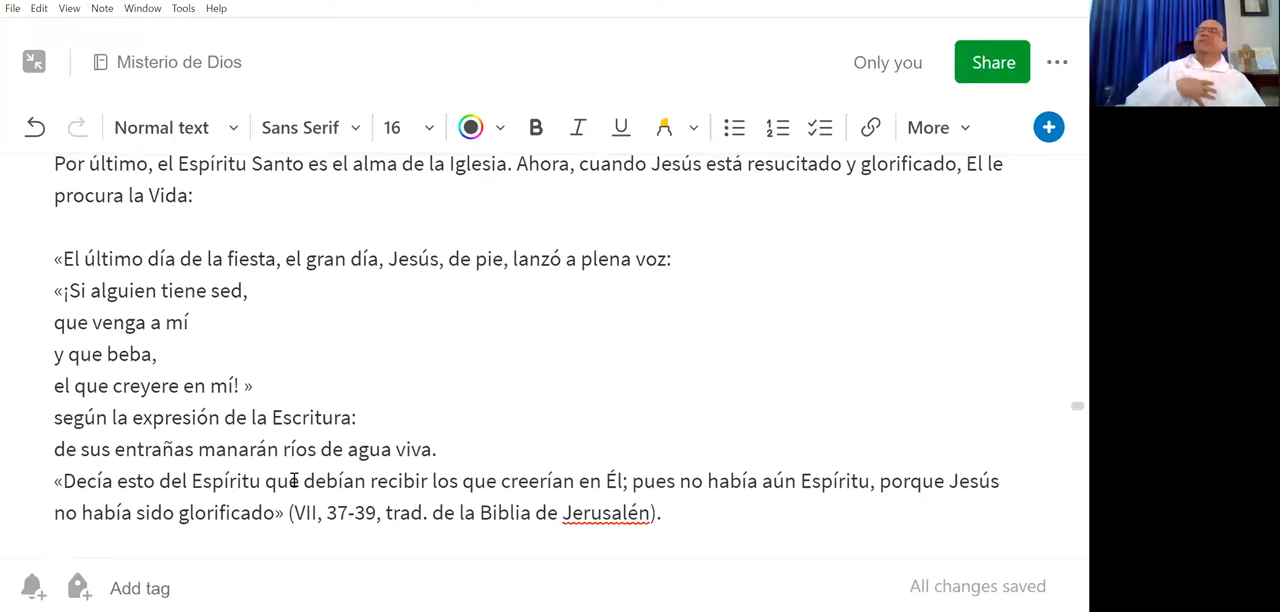 File Edit View Note Window Tools Help
Misterio de Dios
Only you
Share
Normal text
Sans Serif
16
B I U
More
Por último, el Espíritu Santo es el alma de la Iglesia. Ahora, cuando Jesús está resucitado y glorificado, El le
procura la Vida:
«El último día de la fiesta, el gran día, Jesús, de pie, lanzó a plena voz:
«¡Si alguien tiene sed,
que venga a mí
y que beba,
el que creyere en mí! »
según la expresión de la Escritura:
de sus entrañas manarán ríos de agua viva.
«Decía esto del Espíritu que debían recibir los que creerían en Él; pues no había aún Espíritu, porque Jesús
no había sido glorificado» (VII, 37-39, trad. de la Biblia de Jerusalén).
Add tag
All changes saved